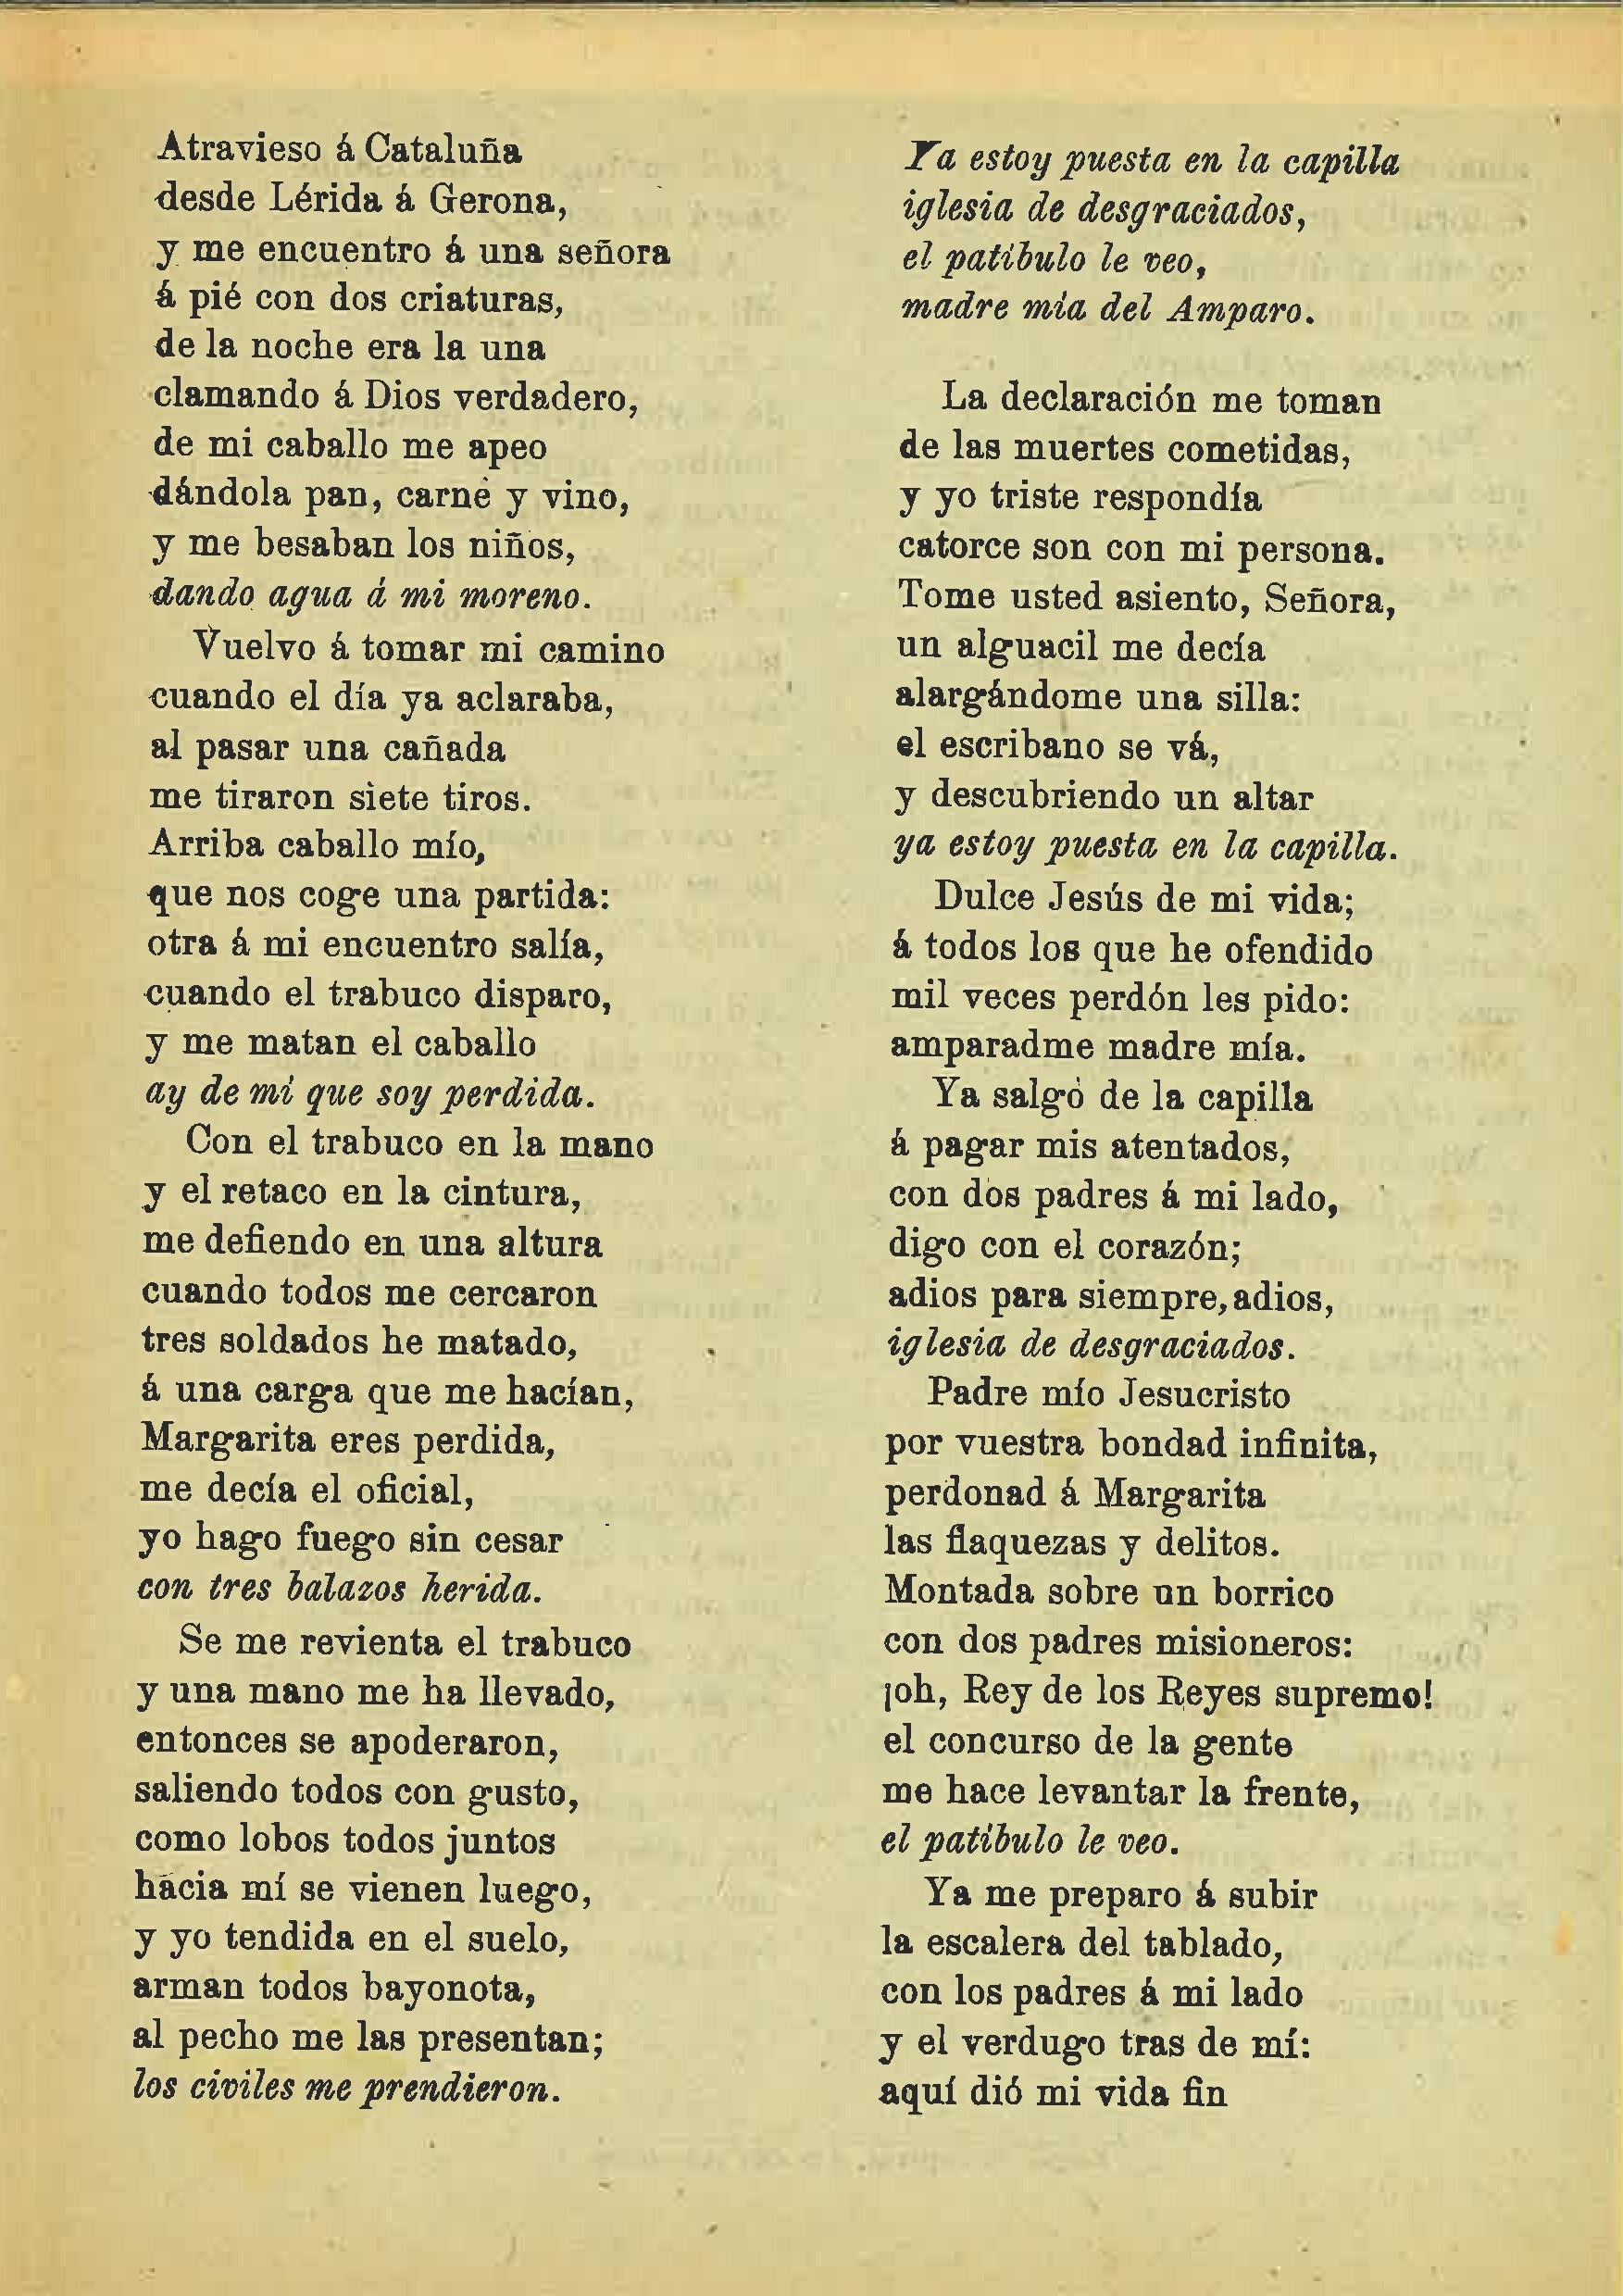 Atravieso á Cataluña
desde Lérida á Gerona,
y me encuentro á una señora
á pié con dos criaturas,
de la noche era la una
clamando á Dios verdadero,
de mi caballo me apeo
dándola pan, carne y vino,
y me besaban los niños,
dando agua á mi moreno.
Vuelvo á tomar mi camino
cuando el día ya aclaraba,
al pasar una cañada
me tiraron siete tiros.
Arriba caballo mío,
que nos coge una partida:
otra á mi encuentro salía,
cuando el trabuco disparo,
y me matan el caballo
ay de mí que soy perdida.
Con el trabuco en la mano
y el retaco en la cintura,
me defiendo en una altura
cuando todos me cercaron
tres soldados he matado,
á una carga que me hacían,
Margarita eres perdida,
me decía el oficial,
yo hago fuego sin cesar
con tres balazos herida.
Se me revienta el trabuco
y una mano me ha llevado,
entonces se apoderaron,
saliendo todos con gusto,
como lobos todos juntos
hácia mí se vienen luego,
y yo tendida en el suelo,
arman todos bayonota,
al pecho me las presentan;
los civiles me prendieron.
Ya estoy puesta en la capilla
iglesia de desgraciados,
el patíbulo le veo,
madre mía del Amparo.
La declaración me toman
de las muertes cometidas,
y yo triste respondía
catorce son con mi persona.
Tome usted asiento, Señora,
un alguacil me decía
alargándome una silla:
el escribano se vá,
y descubriendo un altar
ya estoy puesta en la capilla.
Dulce Jesús de mi vida;
á todos los que he ofendido
mil veces perdón les pido:
amparadme madre mía.
Ya salgo de la capilla
á pagar mis atentados,
con dos padres á mi lado,
digo con el corazón;
adios para siempre, adios,
iglesia de desgraciados.
Padre mío Jesucristo
por vuestra bondad infinita,
perdonad á Margarita
las flaquezas y delitos.
Montada sobre un borrico
con dos padres misioneros:
¡oh, Rey de los Reyes supremo!
el concurso de la gente
me hace levantar la frente,
el patíbulo le veo.
Ya me preparo á subir
la escalera del tablado,
con los padres á mi lado
y el verdugo tras de mí:
aquí dió mi vida fin